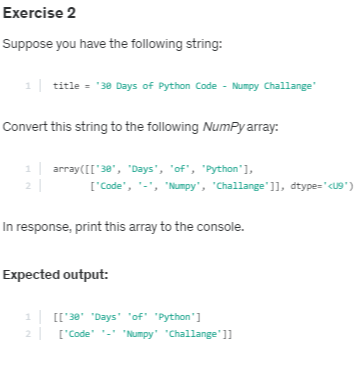 Exercise 2
Suppose you have the following string:
1 title = '30 Days of Python Code - Numpy Challange'
Convert this string to the following NumPy array:
1 array([['30', 'Days', 'of', 'Python'],
2 ['Code', '-', 'Numpy', 'Challange']], dtype='<U9')
In response, print this array to the console.
Expected output:
1 [['30' 'Days' 'of' 'Python']
2 ['Code' '-' 'Numpy' 'Challange']]